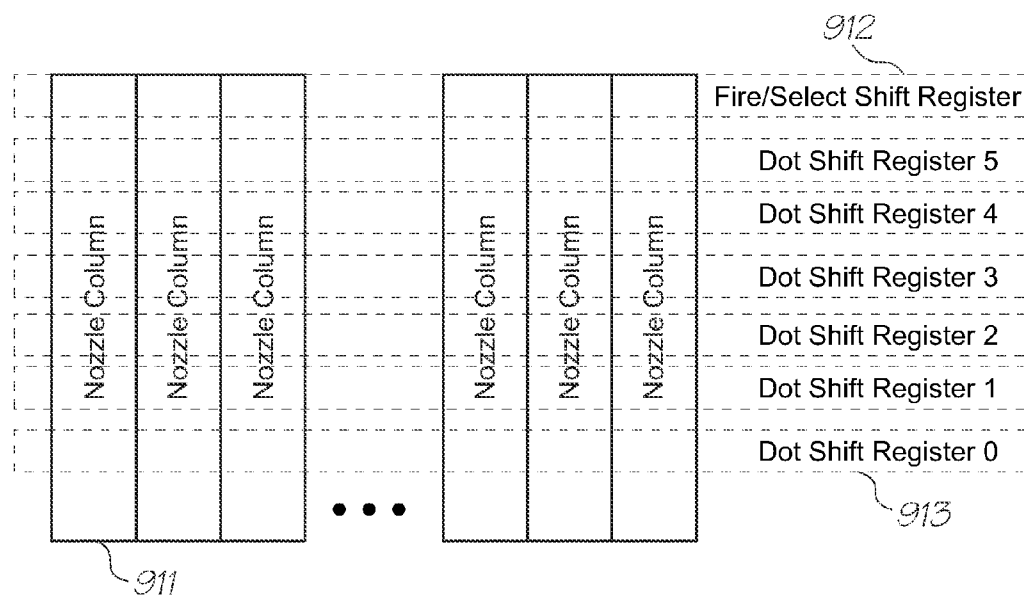 912
Fire/Select Shift Register
Dot Shift Register 5
Dot Shift Register 4
Dot Shift Register 3
Dot Shift Register 2
Dot Shift Register 1
Dot Shift Register 0
Nozzle Column
Nozzle Column
Nozzle Column
Nozzle Column
Nozzle Column
Nozzle Column
913
911